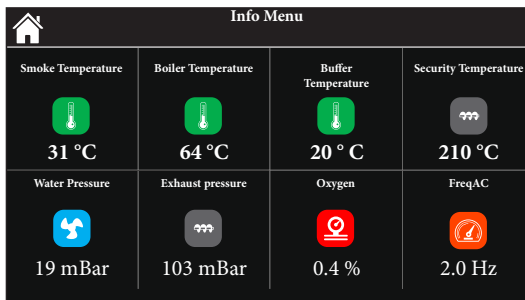 Info Menu
Smoke Temperature
Boiler Temperature
Buffer
Temperature
Security Temperature
31 °C
64 °C
20 ° C
210 °C
Water Pressure
Exhaust pressure
Oxygen
FreqAC
19 mBar
103 mBar
0.4 %
2.0 Hz